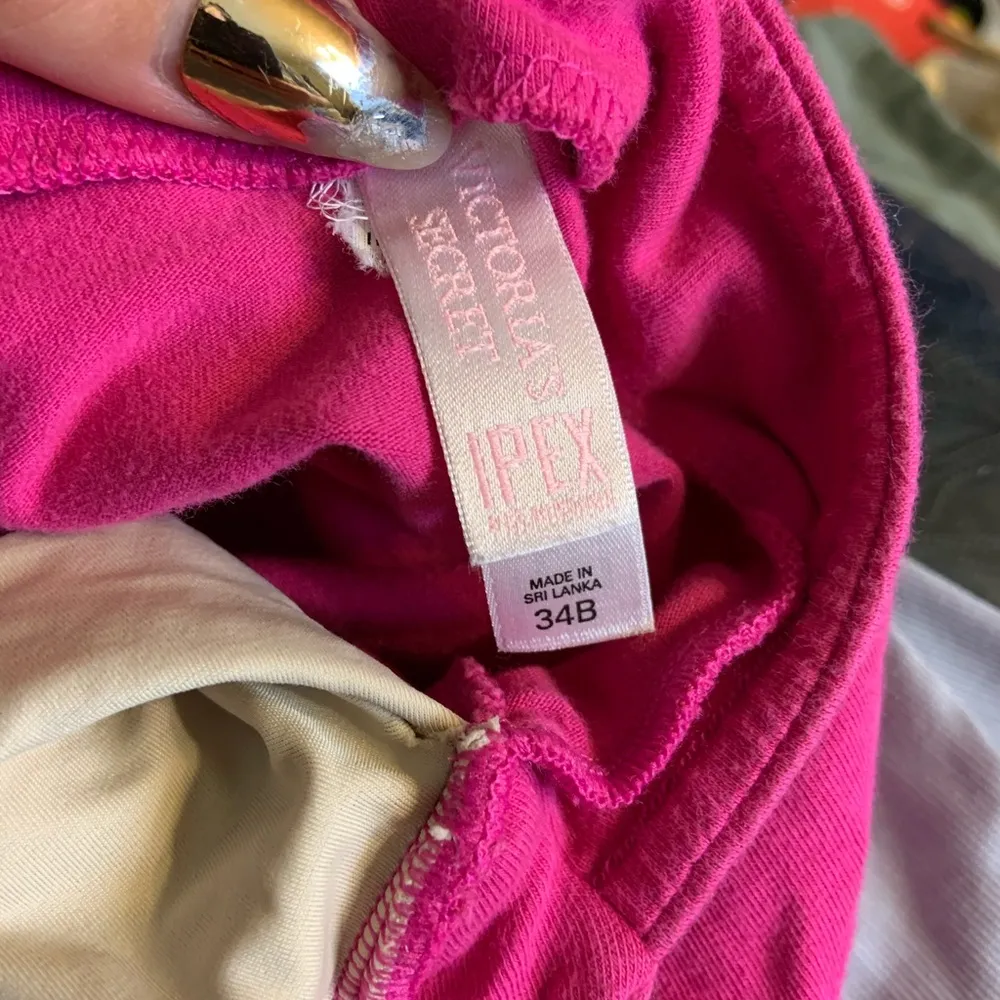 VICTORIA'S
SECRET
IPEX
MADE IN
SRI LANKA
34B